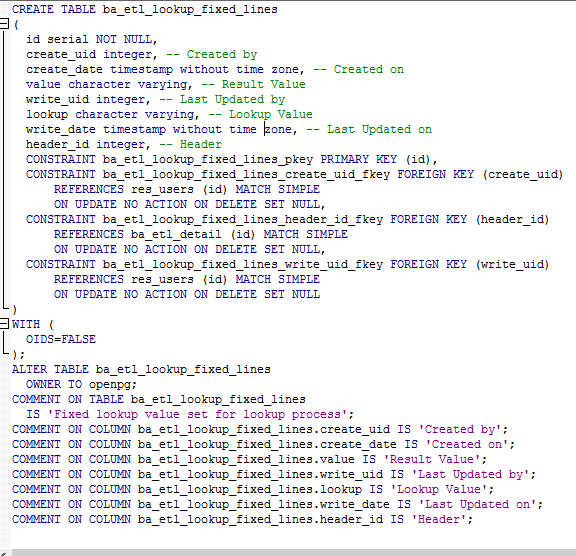 CREATE TABLE ba_etl_lookup_fixed_lines
(
  id serial NOT NULL,
  create_uid integer, -- Created by
  create_date timestamp without time zone, -- Created on
  value character varying, -- Result Value
  write_uid integer, -- Last Updated by
  lookup character varying, -- Lookup Value
  write_date timestamp without time zone, -- Last Updated on
  header_id integer, -- Header
  CONSTRAINT ba_etl_lookup_fixed_lines_pkey PRIMARY KEY (id),
  CONSTRAINT ba_etl_lookup_fixed_lines_create_uid_fkey FOREIGN KEY (create_uid)
      REFERENCES res_users (id) MATCH SIMPLE
      ON UPDATE NO ACTION ON DELETE SET NULL,
  CONSTRAINT ba_etl_lookup_fixed_lines_header_id_fkey FOREIGN KEY (header_id)
      REFERENCES ba_etl_detail (id) MATCH SIMPLE
      ON UPDATE NO ACTION ON DELETE SET NULL,
  CONSTRAINT ba_etl_lookup_fixed_lines_write_uid_fkey FOREIGN KEY (write_uid)
      REFERENCES res_users (id) MATCH SIMPLE
      ON UPDATE NO ACTION ON DELETE SET NULL
)
WITH (
  OIDS=FALSE
);
ALTER TABLE ba_etl_lookup_fixed_lines
  OWNER TO openpg;
COMMENT ON TABLE ba_etl_lookup_fixed_lines
  IS 'Fixed lookup value set for lookup process';
COMMENT ON COLUMN ba_etl_lookup_fixed_lines.create_uid IS 'Created by';
COMMENT ON COLUMN ba_etl_lookup_fixed_lines.create_date IS 'Created on';
COMMENT ON COLUMN ba_etl_lookup_fixed_lines.value IS 'Result Value';
COMMENT ON COLUMN ba_etl_lookup_fixed_lines.write_uid IS 'Last Updated by';
COMMENT ON COLUMN ba_etl_lookup_fixed_lines.lookup IS 'Lookup Value';
COMMENT ON COLUMN ba_etl_lookup_fixed_lines.write_date IS 'Last Updated on';
COMMENT ON COLUMN ba_etl_lookup_fixed_lines.header_id IS 'Header';